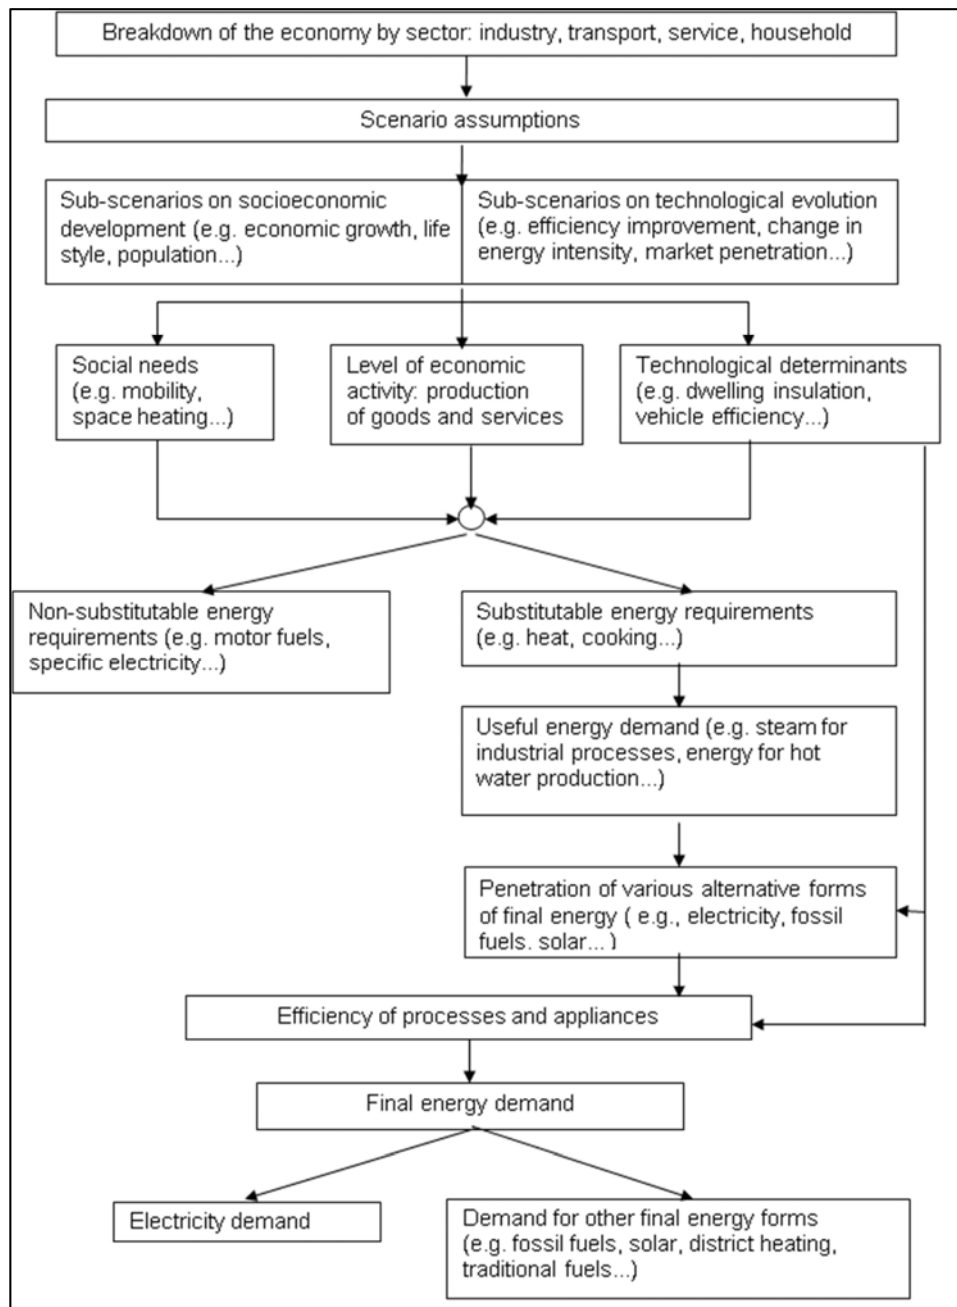 Breakdown of the economy by sector: industry, transport, service, household
Scenario assumptions
Sub-scenarios on socioeconomic
development (e.g. economic growth, life
style, population...)
Sub-scenarios on technological evolution
(e.g. efficiency improvement, change in
energy intensity, market penetration...)
Social needs
(e.g. mobility,
space heating...)
Level of economic
activity: production
of goods and services
Technological determinants
(e.g. dwelling insulation,
vehicle efficiency...)
Non-substitutable energy
requirements (e.g. motor fuels,
specific electricity...)
Substitutable energy requirements
(e.g. heat, cooking...)
Useful energy demand (e.g. steam for
industrial processes, energy for hot
water production...)
Penetration of various alternative forms
of final energy ( e.g., electricity, fossil
fuels, solar... )
Efficiency of processes and appliances
Final energy demand
Electricity demand
Demand for other final energy forms
(e.g. fossil fuels, solar, district heating,
traditional fuels...)